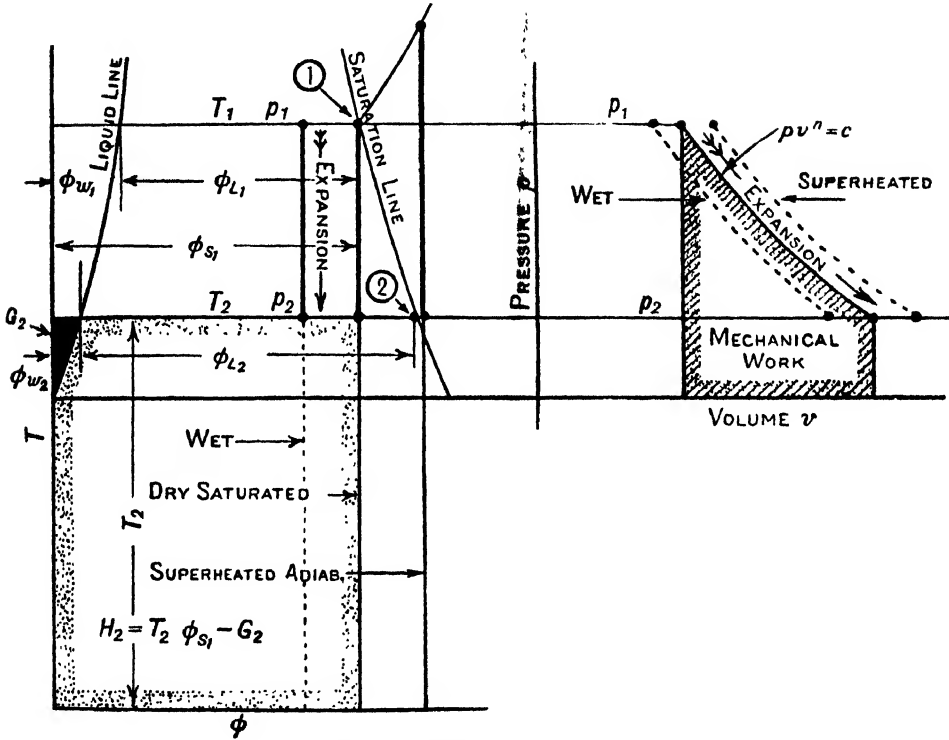 LIQUID LINE
SATURATION LINE
①
T₁
p₁
ϕw₁
ϕL₁
EXPANSION
ϕS₁
②
G₂
T₂
p₂
ϕw₂
ϕL₂
T
T₂
WET
DRY SATURATED
SUPERHEATED ADIAB.
H₂ = T₂ ϕS₁ – G₂
ϕ
PRESSURE p
p₁
pvⁿ = c
WET
SUPERHEATED
EXPANSION
p₂
MECHANICAL
WORK
VOLUME v